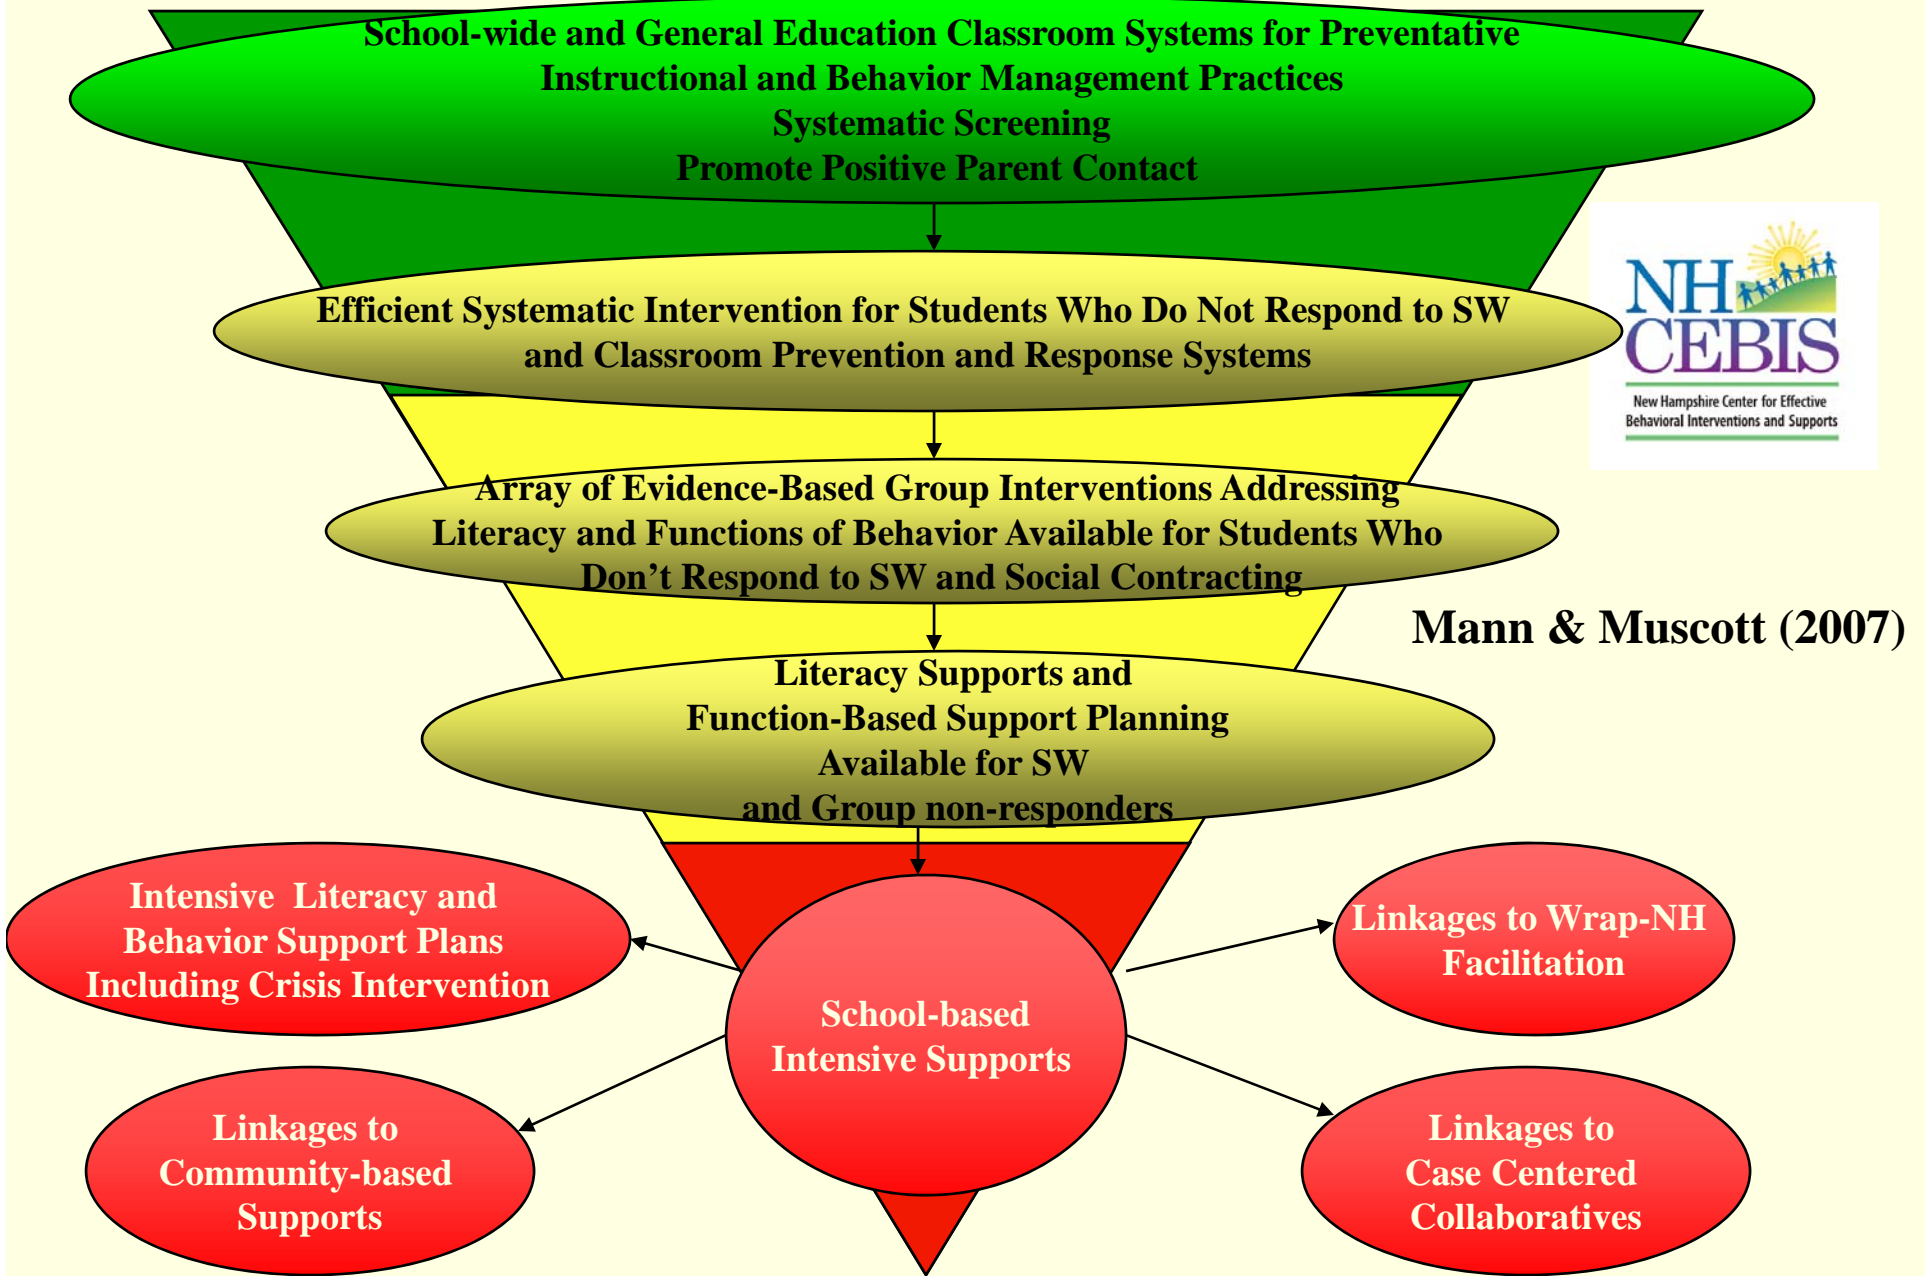 School-wide and General Education Classroom Systems for Preventative
Instructional and Behavior Management Practices
Systematic Screening
Promote Positive Parent Contact
Efficient Systematic Intervention for Students Who Do Not Respond to SW
and Classroom Prevention and Response Systems
NH
CEBIS
New Hampshire Center for Effective
Behavioral Interventions and Supports
Array of Evidence-Based Group Interventions Addressing
Literacy and Functions of Behavior Available for Students Who
Don't Respond to SW and Social Contracting
Mann & Muscott (2007)
Literacy Supports and
Function-Based Support Planning
Available for SW
and Group non-responders
Intensive  Literacy and
Behavior Support Plans
Including Crisis Intervention
Linkages to Wrap-NH
Facilitation
School-based
Intensive Supports
Linkages to
Community-based
Supports
Linkages to
Case Centered
Collaboratives